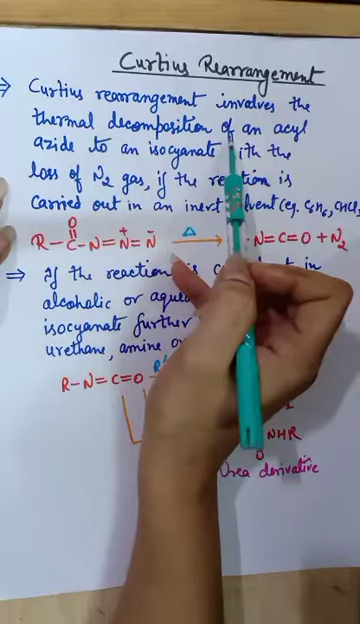 Curtius Rearrangement
⇒ Curtius rearrangement involves the
thermal decomposition of an acyl
azide to an isocyanate with the
loss of N2 gas, if the reaction is
carried out in an inert solvent (eg. C6H6, CHCl3
O
R-C-N=N⁺=N⁻ Δ → N=C=O + N2
⇒ If the reaction is in
alcoholic or
isocyanate further
urethane, amine or
R-N=C=O R'
NHR
O
Urea derivative